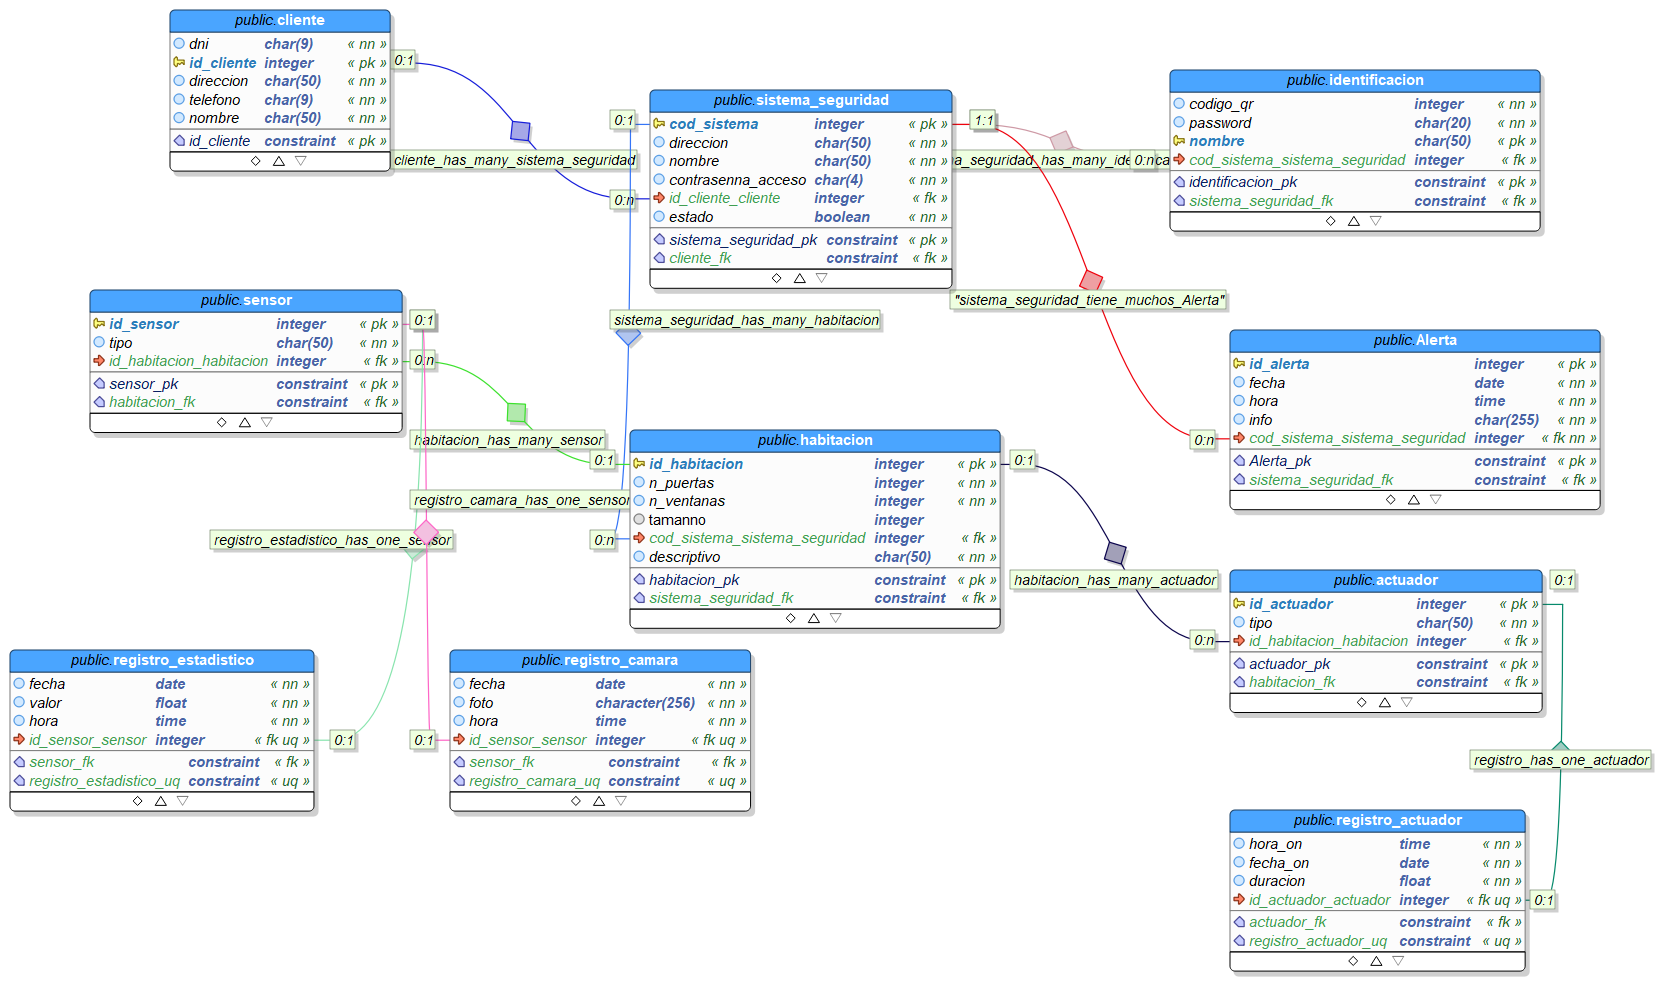 public.cliente
dni char(9) « nn »
id_cliente integer « pk »
direccion char(50) « nn »
telefono char(9) « nn »
nombre char(50) « nn »
id_cliente constraint « pk »
0:1
cliente_has_many_sistema_seguridad
0:n
public.sistema_seguridad
cod_sistema integer « pk »
direccion char(50) « nn »
nombre char(50) « nn »
contrasenna_acceso char(4) « nn »
id_cliente_cliente integer « fk »
estado boolean « nn »
sistema_seguridad_pk constraint « pk »
cliente_fk constraint « fk »
0:1
1:1
a_seguridad_has_many_ide
0:n
ca
public.identificacion
codigo_qr integer « nn »
password char(20) « nn »
nombre char(50) « pk »
cod_sistema_sistema_seguridad integer « fk »
identificacion_pk constraint « pk »
sistema_seguridad_fk constraint « fk »
"sistema_seguridad_tiene_muchos_Alerta"
sistema_seguridad_has_many_habitacion
public.sensor
id_sensor integer « pk »
tipo char(50) « nn »
id_habitacion_habitacion integer « fk »
sensor_pk constraint « pk »
habitacion_fk constraint « fk »
0:1
0:n
public.Alerta
id_alerta integer « pk »
fecha date « nn »
hora time « nn »
info char(255) « nn »
cod_sistema_sistema_seguridad integer « fk nn »
Alerta_pk constraint « pk »
sistema_seguridad_fk constraint « fk »
0:n
habitacion_has_many_sensor
0:1
public.habitacion
id_habitacion integer « pk »
n_puertas integer « nn »
n_ventanas integer « nn »
tamanno integer
cod_sistema_sistema_seguridad integer « fk »
descriptivo char(50) « nn »
habitacion_pk constraint « pk »
sistema_seguridad_fk constraint « fk »
0:1
registro_camara_has_one_sensor
0:n
registro_estadistico_has_one_sensor
habitacion_has_many_actuador
0:n
public.actuador
id_actuador integer « pk »
tipo char(50) « nn »
id_habitacion_habitacion integer « fk »
actuador_pk constraint « pk »
habitacion_fk constraint « fk »
0:1
public.registro_estadistico
fecha date « nn »
valor float « nn »
hora time « nn »
id_sensor_sensor integer « fk uq »
sensor_fk constraint « fk »
registro_estadistico_uq constraint « uq »
0:1
public.registro_camara
fecha date « nn »
foto character(256) « nn »
hora time « nn »
id_sensor_sensor integer « fk uq »
sensor_fk constraint « fk »
registro_camara_uq constraint « uq »
0:1
registro_has_one_actuador
public.registro_actuador
hora_on time « nn »
fecha_on date « nn »
duracion float « nn »
id_actuador_actuador integer « fk uq »
actuador_fk constraint « fk »
registro_actuador_uq constraint « uq »
0:1